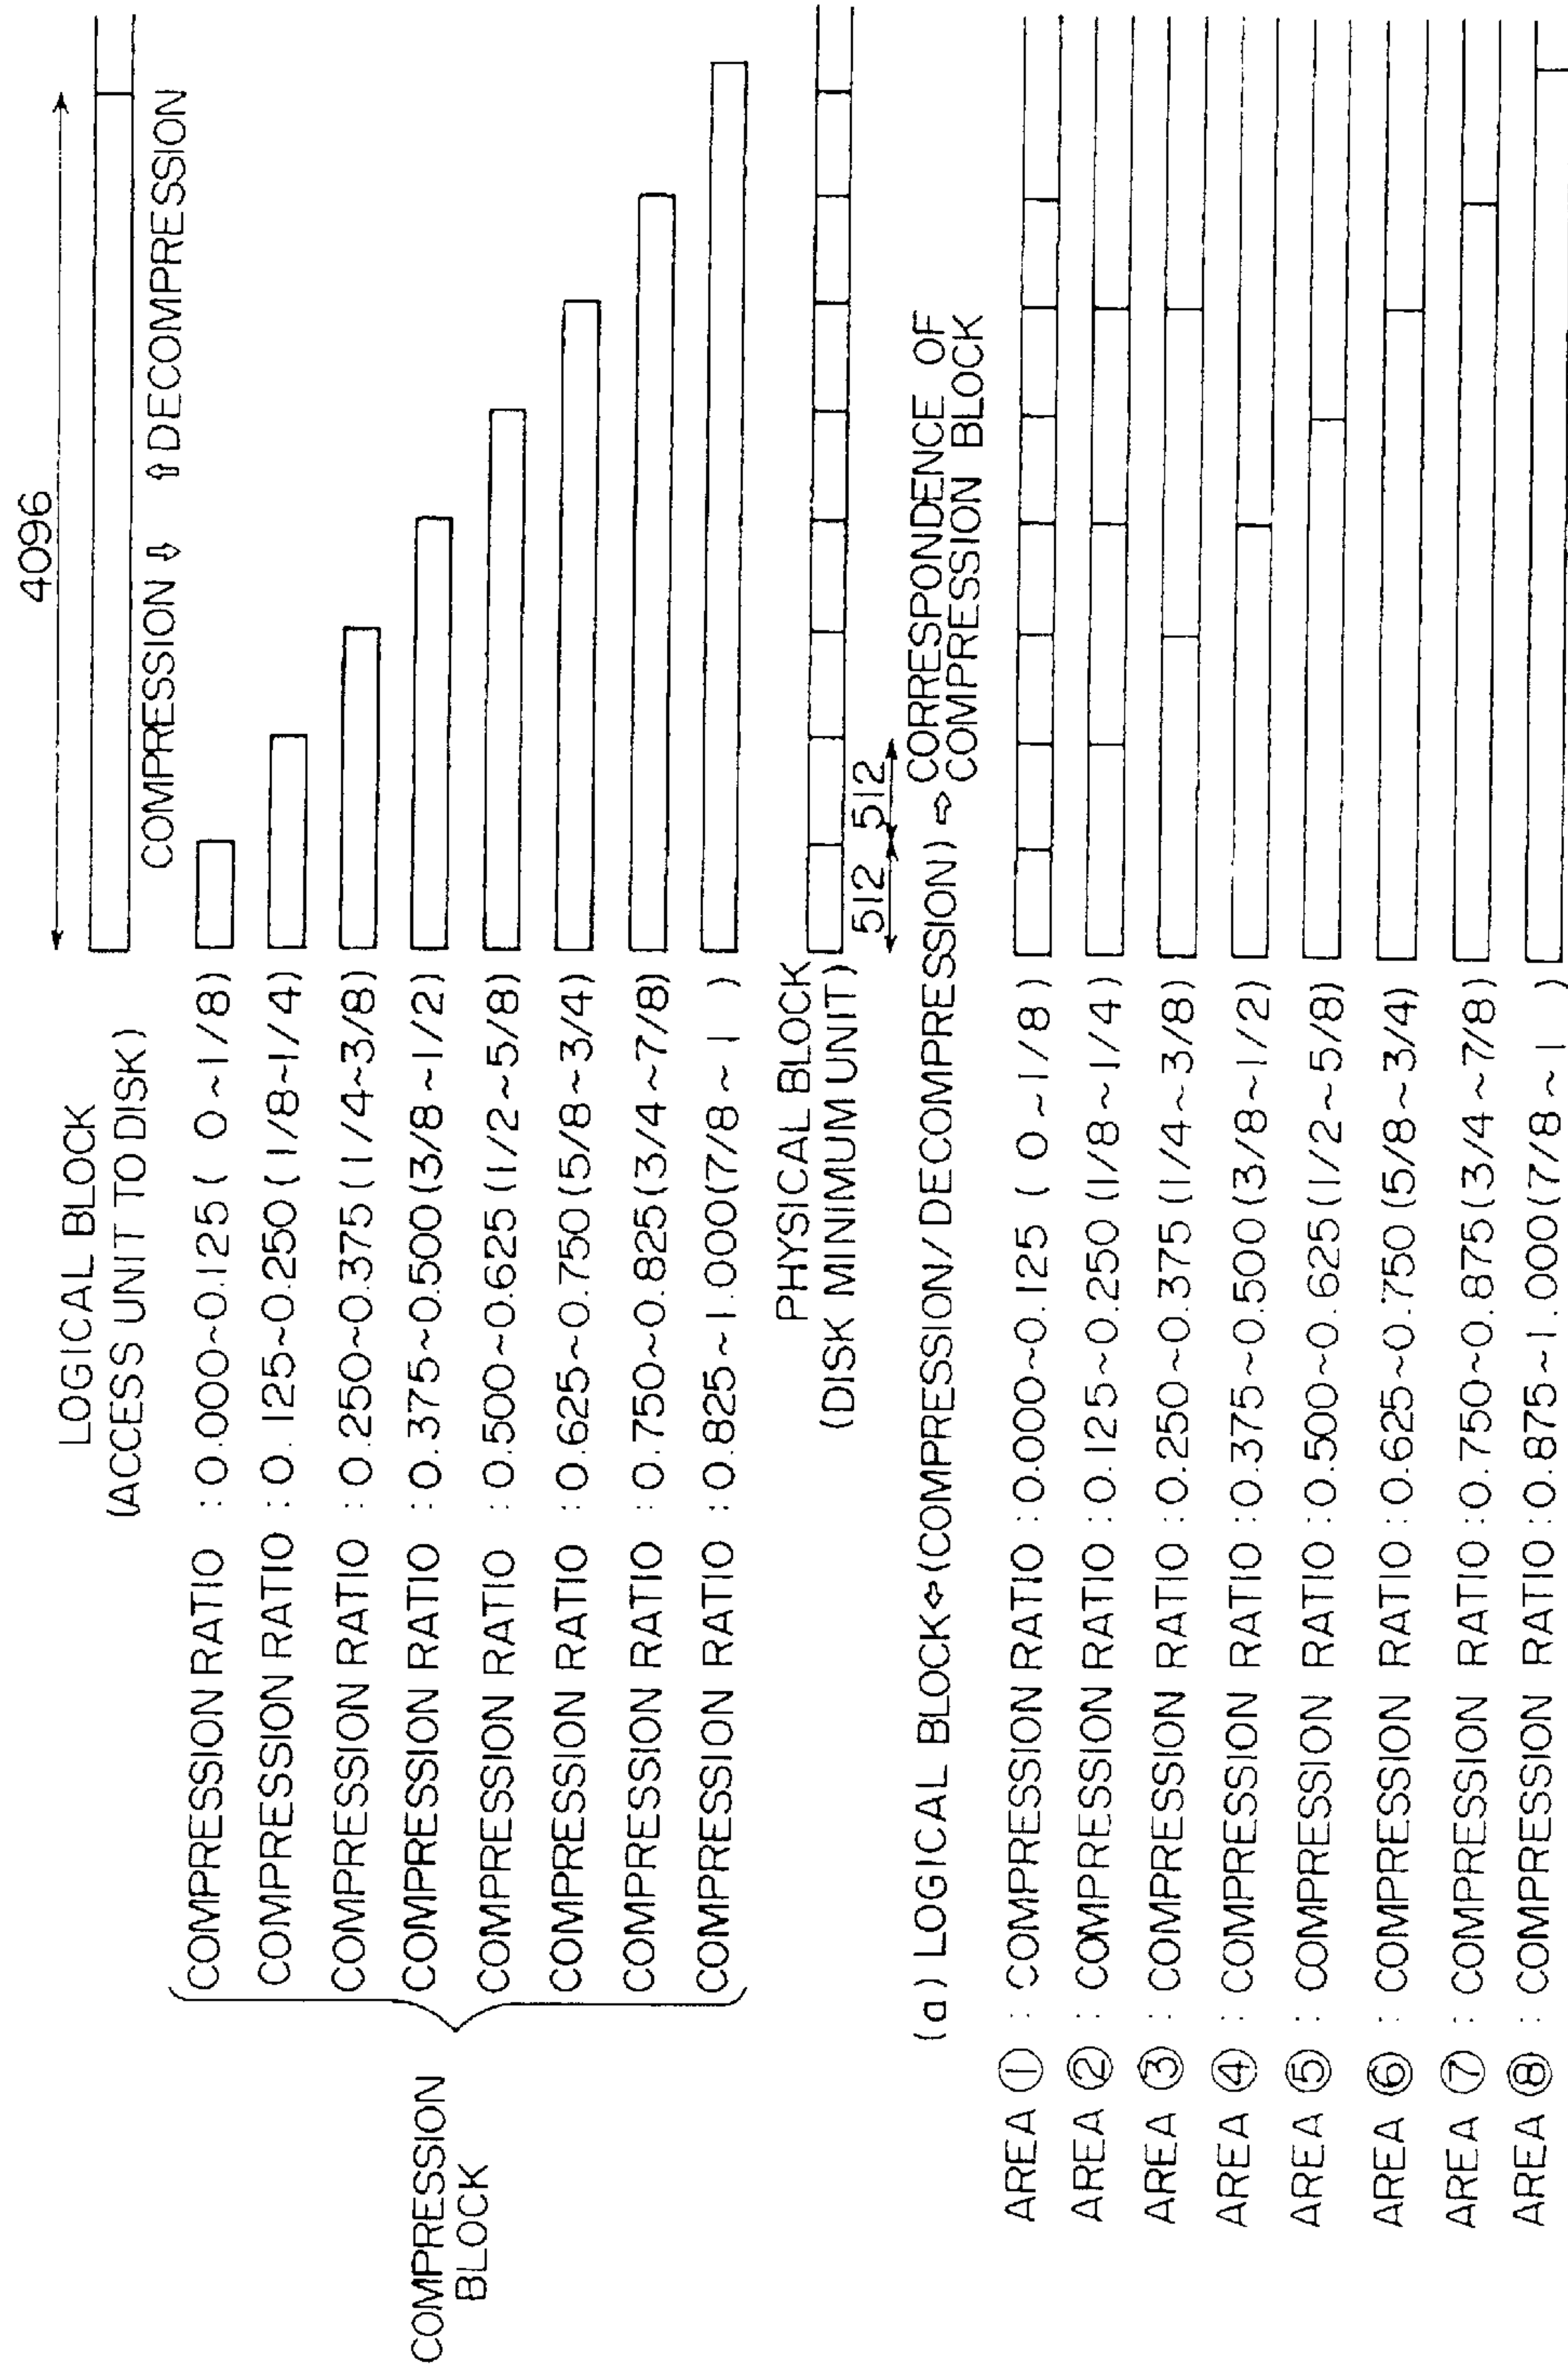 4096
LOGICAL BLOCK
(ACCESS UNIT TO DISK)
COMPRESSION ⇩ ⇧ DECOMPRESSION
COMPRESSION RATIO : 0.000~0.125 ( 0 ~1/8)
COMPRESSION RATIO : 0.125~0.250 (1/8~1/4)
COMPRESSION RATIO : 0.250~0.375 (1/4~3/8)
COMPRESSION RATIO : 0.375~0.500 (3/8~1/2)
COMPRESSION RATIO : 0.500~0.625 (1/2~5/8)
COMPRESSION RATIO : 0.625~0.750 (5/8~3/4)
COMPRESSION RATIO : 0.750~0.825 (3/4~7/8)
COMPRESSION RATIO : 0.825~1.000 (7/8~ 1 )
COMPRESSION
BLOCK
PHYSICAL BLOCK
(DISK MINIMUM UNIT)
512 512
(a) LOGICAL BLOCK⇔(COMPRESSION/DECOMPRESSION) ⇨ CORRESPONDENCE OF
COMPRESSION BLOCK
AREA ① : COMPRESSION RATIO : 0.000~0.125 ( 0 ~1/8 )
AREA ② : COMPRESSION RATIO : 0.125~0.250 (1/8~1/4)
AREA ③ : COMPRESSION RATIO : 0.250~0.375 (1/4~3/8)
AREA ④ : COMPRESSION RATIO : 0.375~0.500 (3/8~1/2)
AREA ⑤ : COMPRESSION RATIO : 0.500~0.625 (1/2~5/8)
AREA ⑥ : COMPRESSION RATIO : 0.625~0.750 (5/8~3/4)
AREA ⑦ : COMPRESSION RATIO : 0.750~0.875 (3/4~7/8)
AREA ⑧ : COMPRESSION RATIO : 0.875~1.000 (7/8~ 1 )